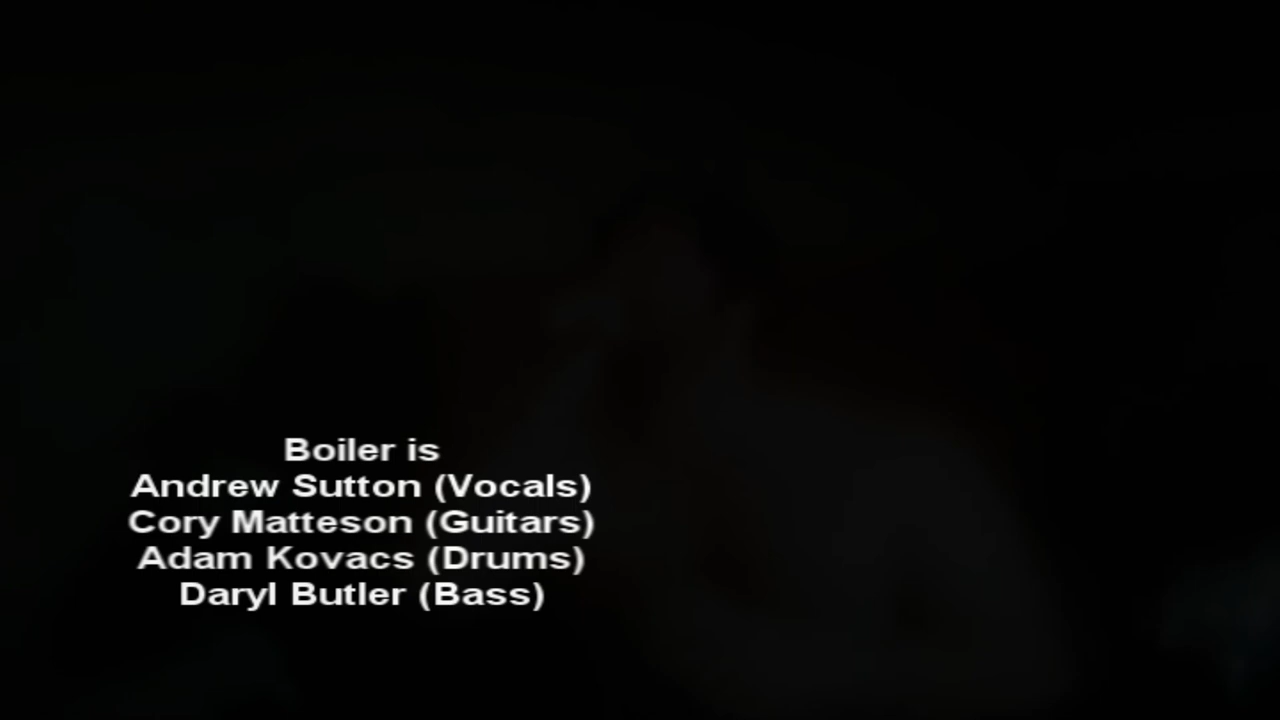 Boiler is
Andrew Sutton (Vocals)
Cory Matteson (Guitars)
Adam Kovacs (Drums)
Daryl Butler (Bass)